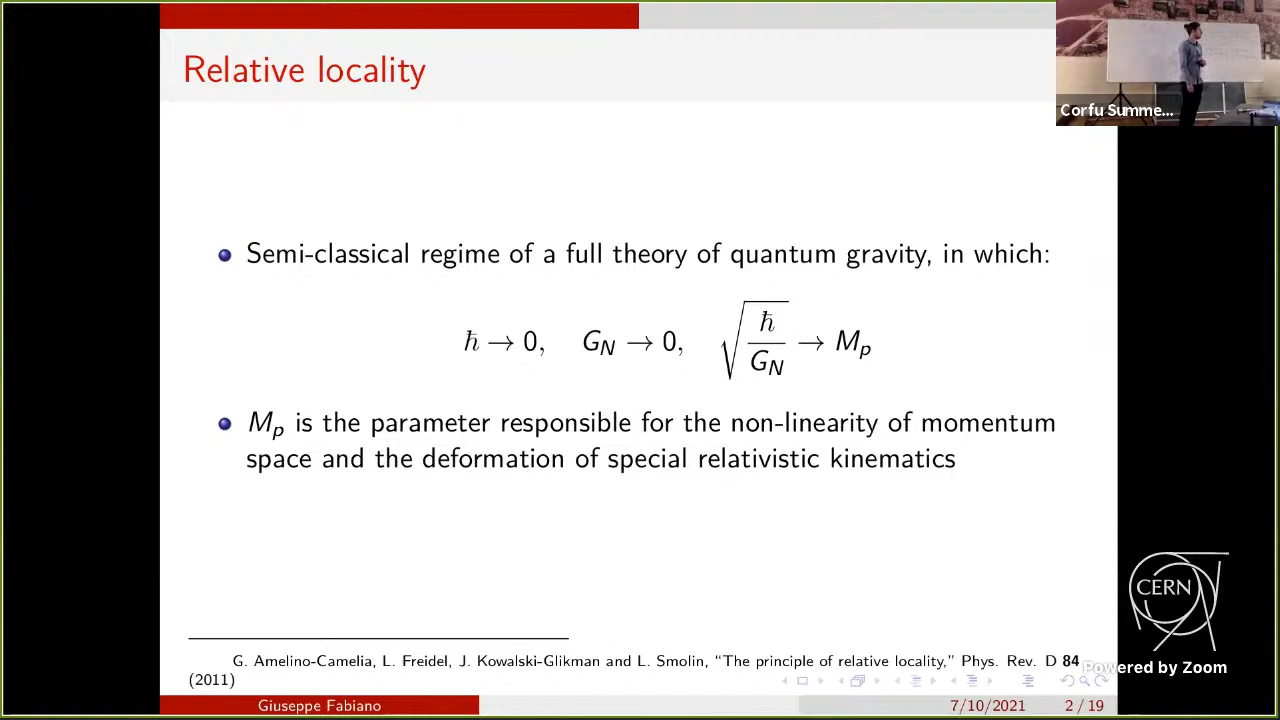 Relative locality
Corfu Summe...
Semi-classical regime of a full theory of quantum gravity, in which:
ħ → 0, G_N → 0, √(ħ/G_N) → M_p
M_p is the parameter responsible for the non-linearity of momentum
space and the deformation of special relativistic kinematics
CERN
G. Amelino-Camelia, L. Freidel, J. Kowalski-Glikman and L. Smolin, “The principle of relative locality,” Phys. Rev. D 84
(2011)
Powered by Zoom
Giuseppe Fabiano 7/10/2021 2 / 19